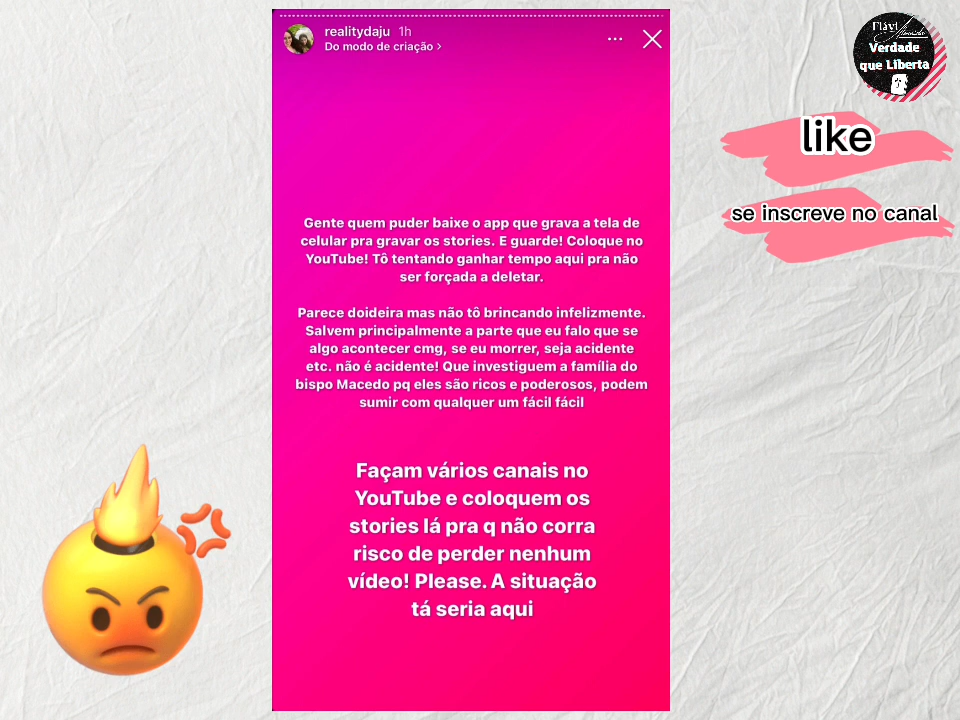 realitydaju 1h
Do modo de criação >
Gente quem puder baixe o app que grava a tela de
celular pra gravar os stories. E guarde! Coloque no
YouTube! Tô tentando ganhar tempo aqui pra não
ser forçada a deletar.
Parece doideira mas não tô brincando infelizmente.
Salvem principalmente a parte que eu falo que se
algo acontecer cmg, se eu morrer, seja acidente
etc. não é acidente! Que investiguem a família do
bispo Macedo pq eles são ricos e poderosos, podem
sumir com qualquer um fácil fácil
Façam vários canais no
YouTube e coloquem os
stories lá pra q não corra
risco de perder nenhum
vídeo! Please. A situação
tá seria aqui
Verdade
que Liberta
like
se inscreve no canal